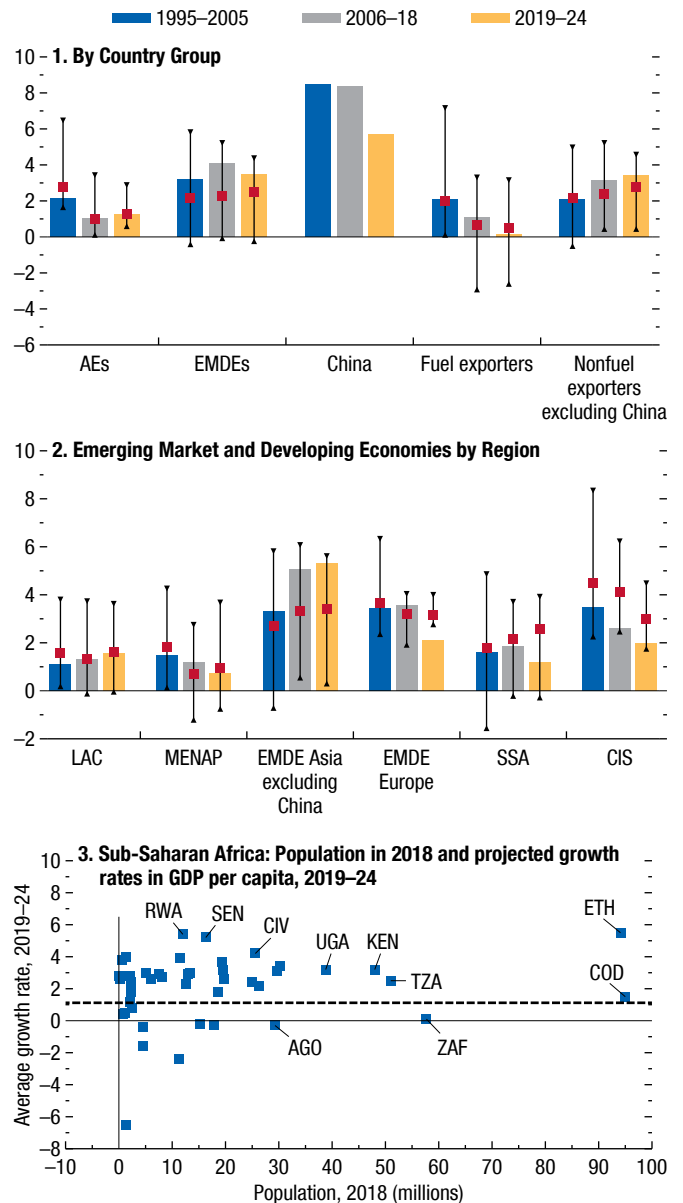 1995–2005 2006–18 2019–24
1. By Country Group
10
8
6
4
2
0
–2
–4
–6
AEs EMDEs China Fuel exporters Nonfuel
exporters
excluding China
2. Emerging Market and Developing Economies by Region
10
8
6
4
2
0
–2
LAC MENAP EMDE Asia EMDE SSA CIS
excluding Europe
China
3. Sub-Saharan Africa: Population in 2018 and projected growth
rates in GDP per capita, 2019–24
Average growth rate, 2019–24
10
8
6
4
2
0
–2
–4
–6
–8
RWA SEN ETH
CIV
UGA KEN
COD
TZA
AGO ZAF
–10 0 10 20 30 40 50 60 70 80 90 100
Population, 2018 (millions)